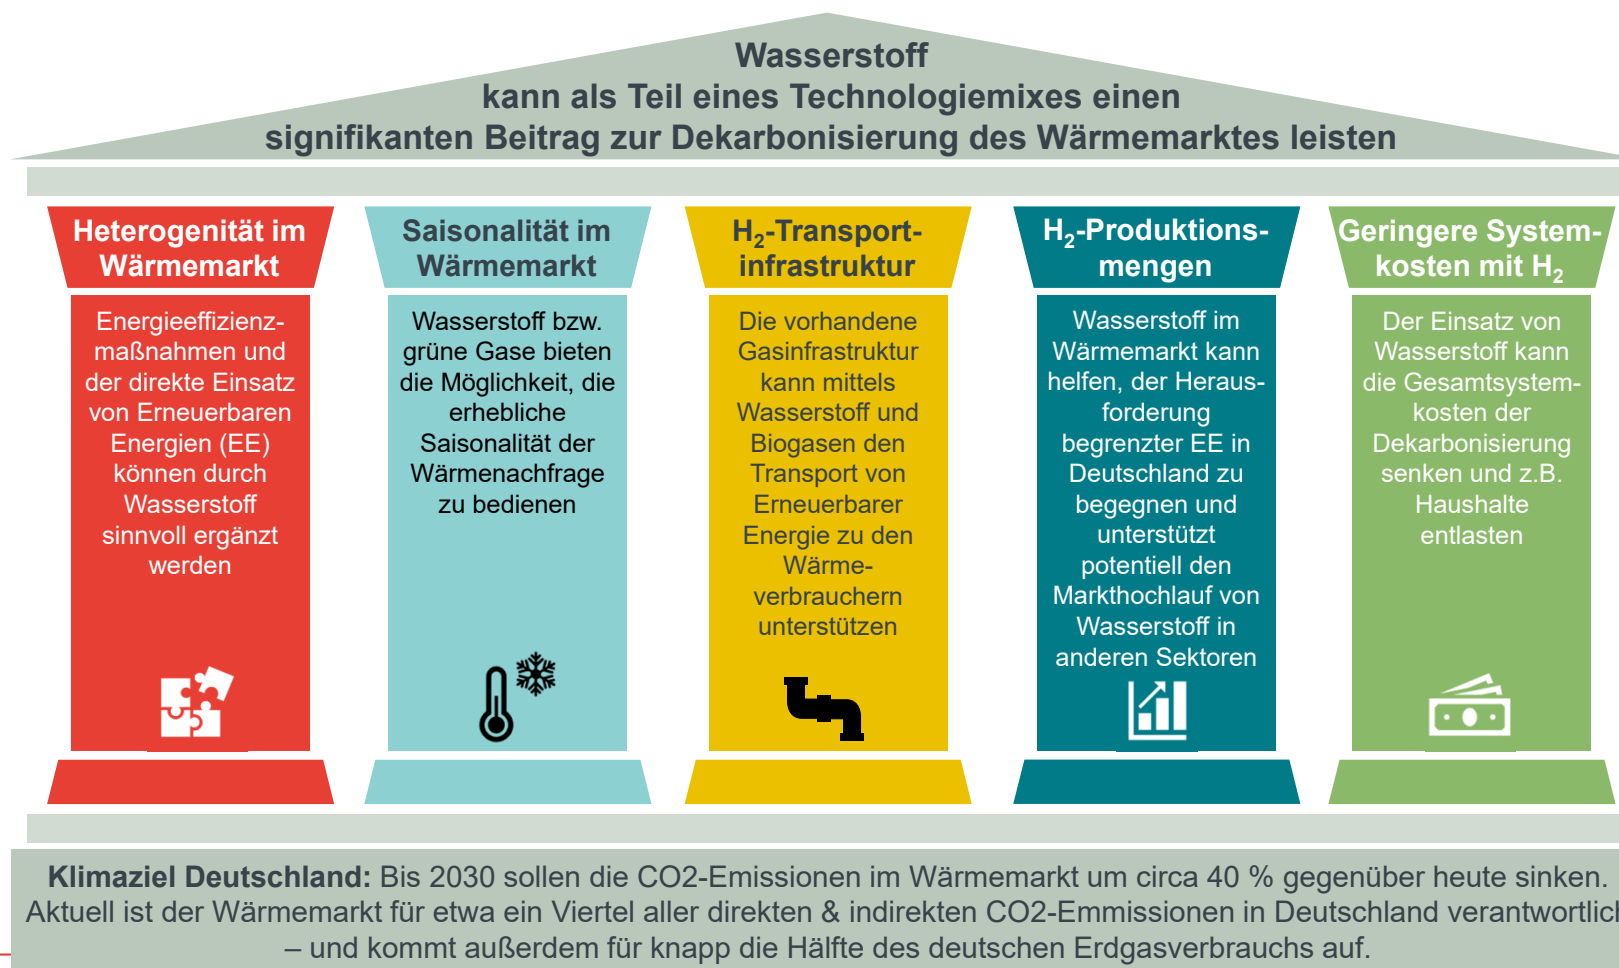 Wasserstoff
kann als Teil eines Technologiemixes einen
signifikanten Beitrag zur Dekarbonisierung des Wärmemarktes leisten
Heterogenität im
Wärmemarkt
Energieeffizienz-
maßnahmen und
der direkte Einsatz
von Erneuerbaren
Energien (EE)
können durch
Wasserstoff
sinnvoll ergänzt
werden
Saisonalität im
Wärmemarkt
Wasserstoff bzw.
grüne Gase bieten
die Möglichkeit, die
erhebliche
Saisonalität der
Wärmenachfrage
zu bedienen
H₂-Transport-
infrastruktur
Die vorhandene
Gasinfrastruktur
kann mittels
Wasserstoff und
Biogasen den
Transport von
Erneuerbarer
Energie zu den
Wärme-
verbrauchern
unterstützen
H₂-Produktions-
mengen
Wasserstoff im
Wärmemarkt kann
helfen, der Heraus-
forderung
begrenzter EE in
Deutschland zu
begegnen und
unterstützt
potentiell den
Markthochlauf von
Wasserstoff in
anderen Sektoren
Geringere System-
kosten mit H₂
Der Einsatz von
Wasserstoff kann
die Gesamtsystem-
kosten der
Dekarbonisierung
senken und z.B.
Haushalte
entlasten
Klimaziel Deutschland: Bis 2030 sollen die CO2-Emissionen im Wärmemarkt um circa 40 % gegenüber heute sinken.
Aktuell ist der Wärmemarkt für etwa ein Viertel aller direkten & indirekten CO2-Emmissionen in Deutschland verantwortlich
– und kommt außerdem für knapp die Hälfte des deutschen Erdgasverbrauchs auf.